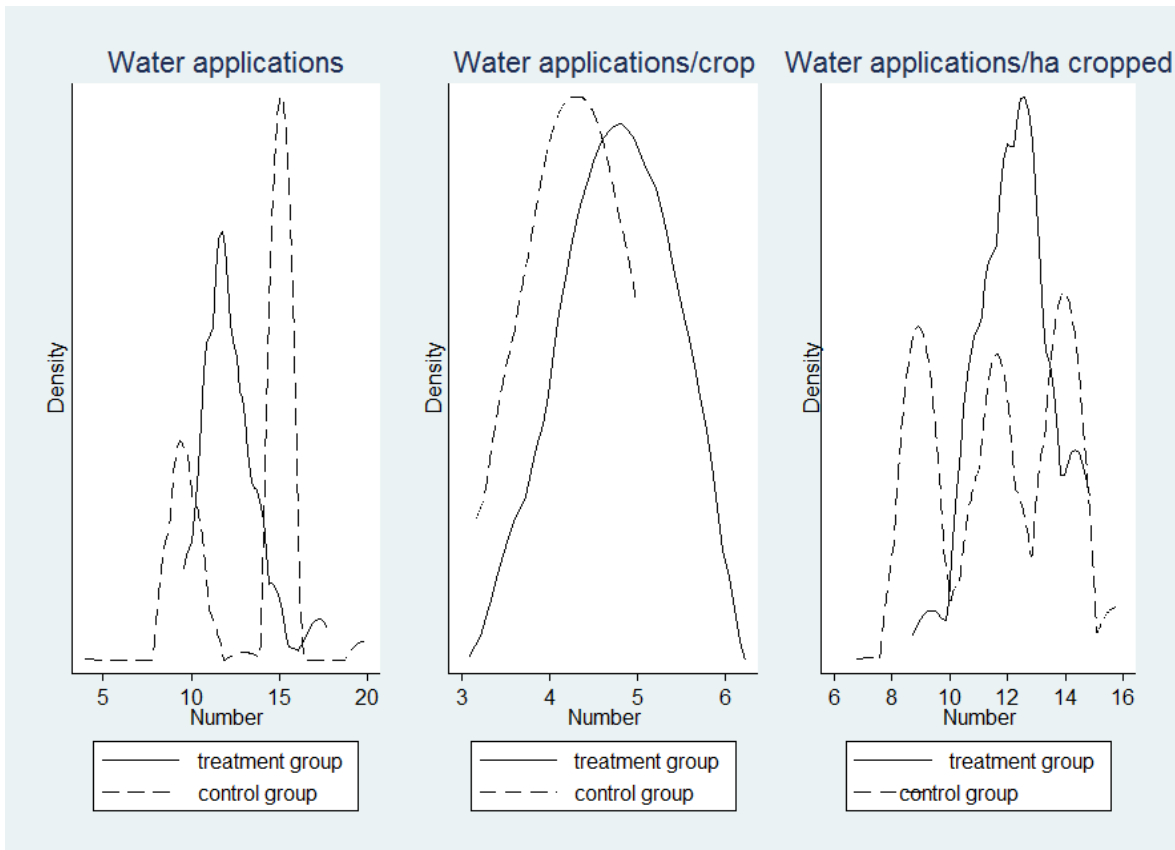 Water applications
Density
5 10 15 20
Number
treatment group
control group
Water applications/crop
Density
3 4 5 6
Number
treatment group
control group
Water applications/ha cropped
Density
6 8 10 12 14 16
Number
treatment group
control group